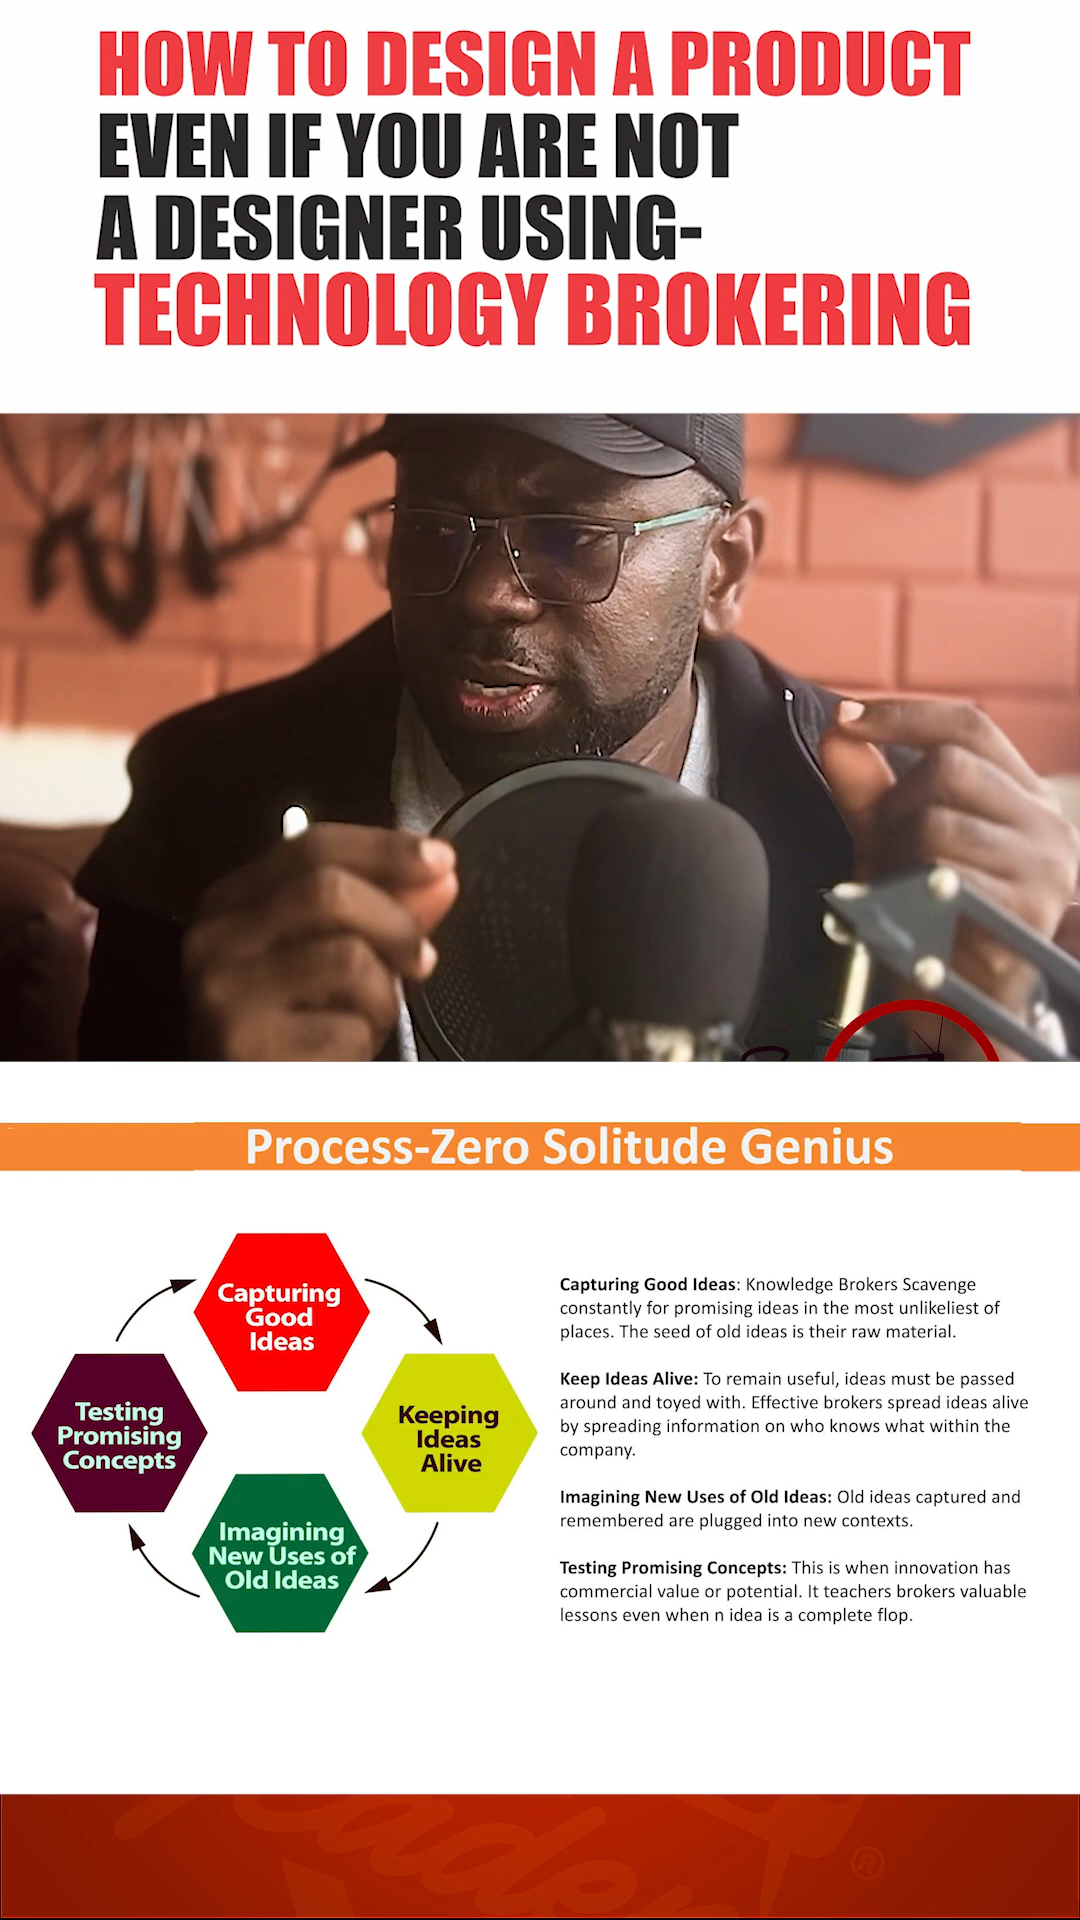 HOW TO DESIGN A PRODUCT
EVEN IF YOU ARE NOT
A DESIGNER USING-
TECHNOLOGY BROKERING
Process-Zero Solitude Genius
Capturing
Good
Ideas
Keeping
Ideas
Alive
Imagining
New Uses of
Old Ideas
Testing
Promising
Concepts
Capturing Good Ideas: Knowledge Brokers Scavenge
constantly for promising ideas in the most unlikeliest of
places. The seed of old ideas is their raw material.
Keep Ideas Alive: To remain useful, ideas must be passed
around and toyed with. Effective brokers spread ideas alive
by spreading information on who knows what within the
company.
Imagining New Uses of Old Ideas: Old ideas captured and
remembered are plugged into new contexts.
Testing Promising Concepts: This is when innovation has
commercial value or potential. It teachers brokers valuable
lessons even when n idea is a complete flop.
®